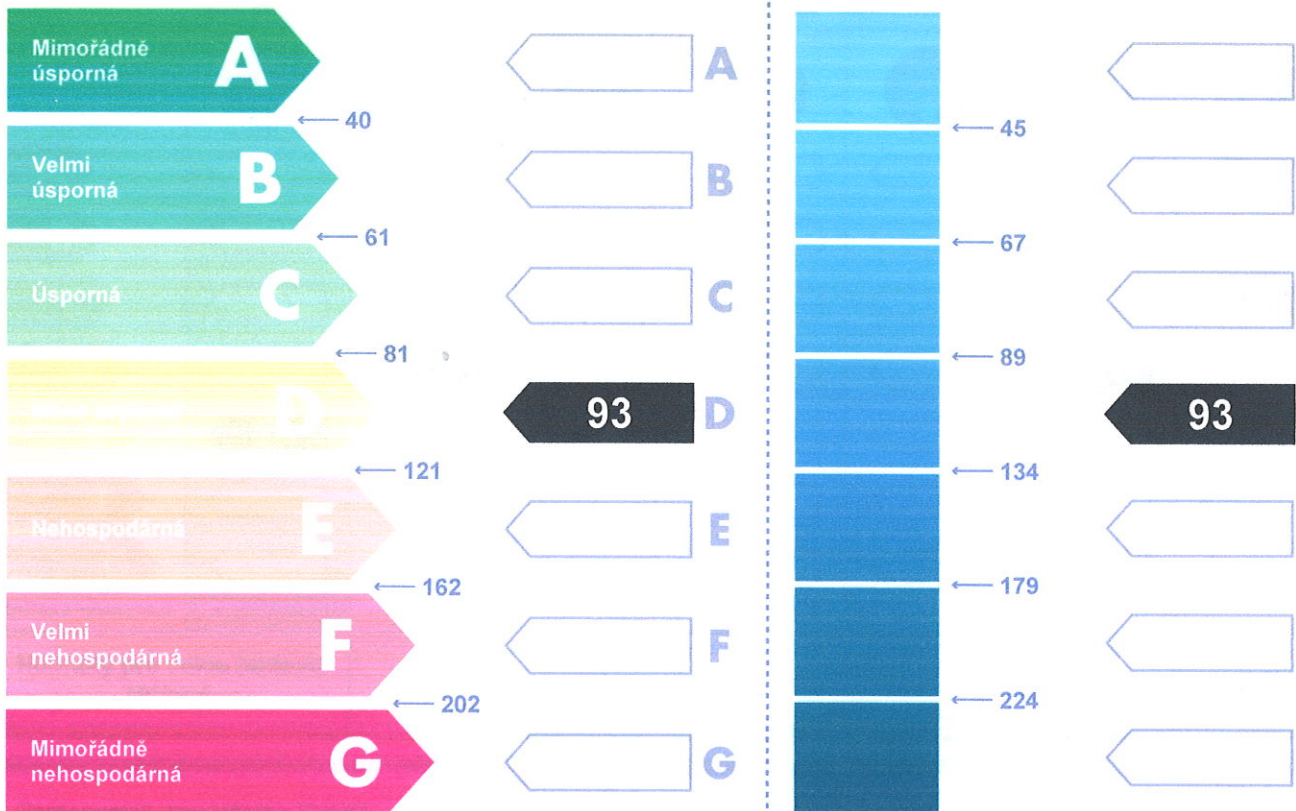 Mimořádně
úsporná
A
A
40
45
Velmi
úsporná
B
B
61
67
Úsporná
C
C
81
89
D
93
D
93
121
134
Nehospodárná
E
E
162
179
Velmi
nehospodárná
F
F
202
224
Mimořádně
nehospodárná
G
G